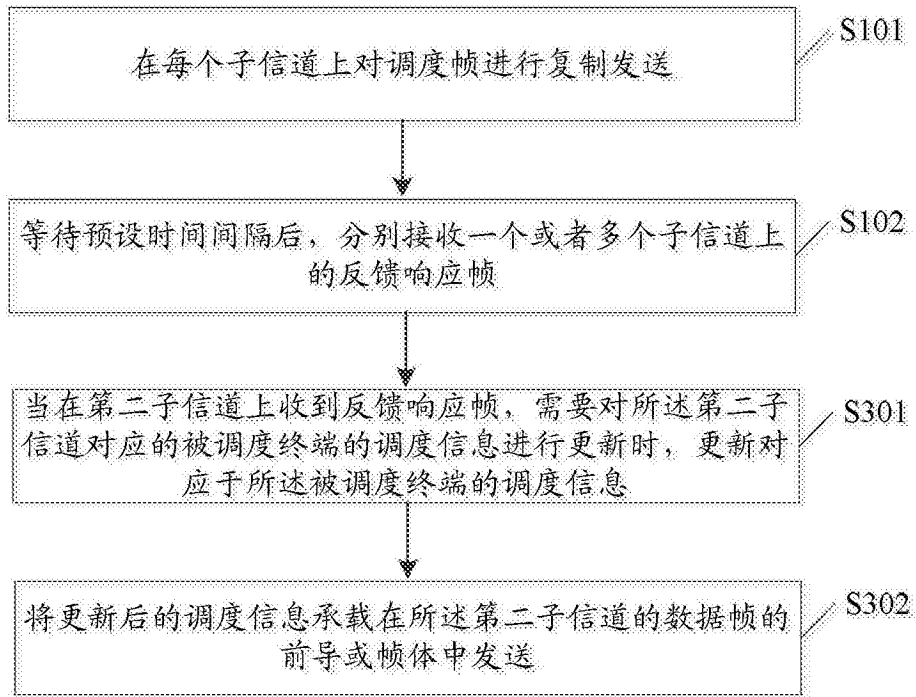 在每个子信道上对调度帧进行复制发送
S101
等待预设时间间隔后，分别接收一个或者多个子信道上
的反馈响应帧
S102
当在第二子信道上收到反馈响应帧，需要对所述第二子
信道对应的被调度终端的调度信息进行更新时，更新对
应于所述被调度终端的调度信息
S301
将更新后的调度信息承载在所述第二子信道的数据帧的
前导或帧体中发送
S302